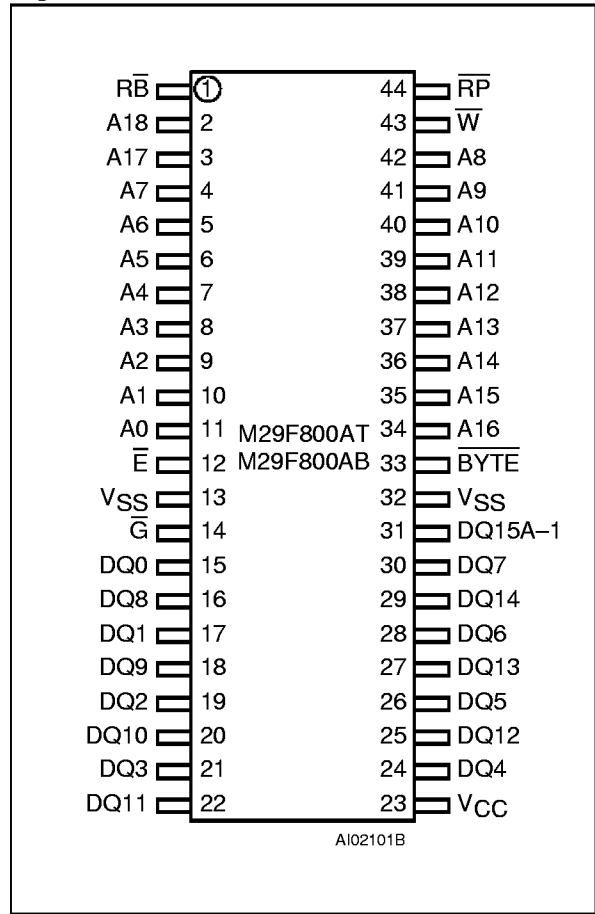 RB̅ 1 44 R̅P̅
A18 2 43 W̅
A17 3 42 A8
A7 4 41 A9
A6 5 40 A10
A5 6 39 A11
A4 7 38 A12
A3 8 37 A13
A2 9 36 A14
A1 10 35 A15
A0 11 M29F800AT 34 A16
E̅ 12 M29F800AB 33 B̅Y̅T̅E̅
VSS 13 32 VSS
G̅ 14 31 DQ15A–1
DQ0 15 30 DQ7
DQ8 16 29 DQ14
DQ1 17 28 DQ6
DQ9 18 27 DQ13
DQ2 19 26 DQ5
DQ10 20 25 DQ12
DQ3 21 24 DQ4
DQ11 22 23 VCC
AI02101B